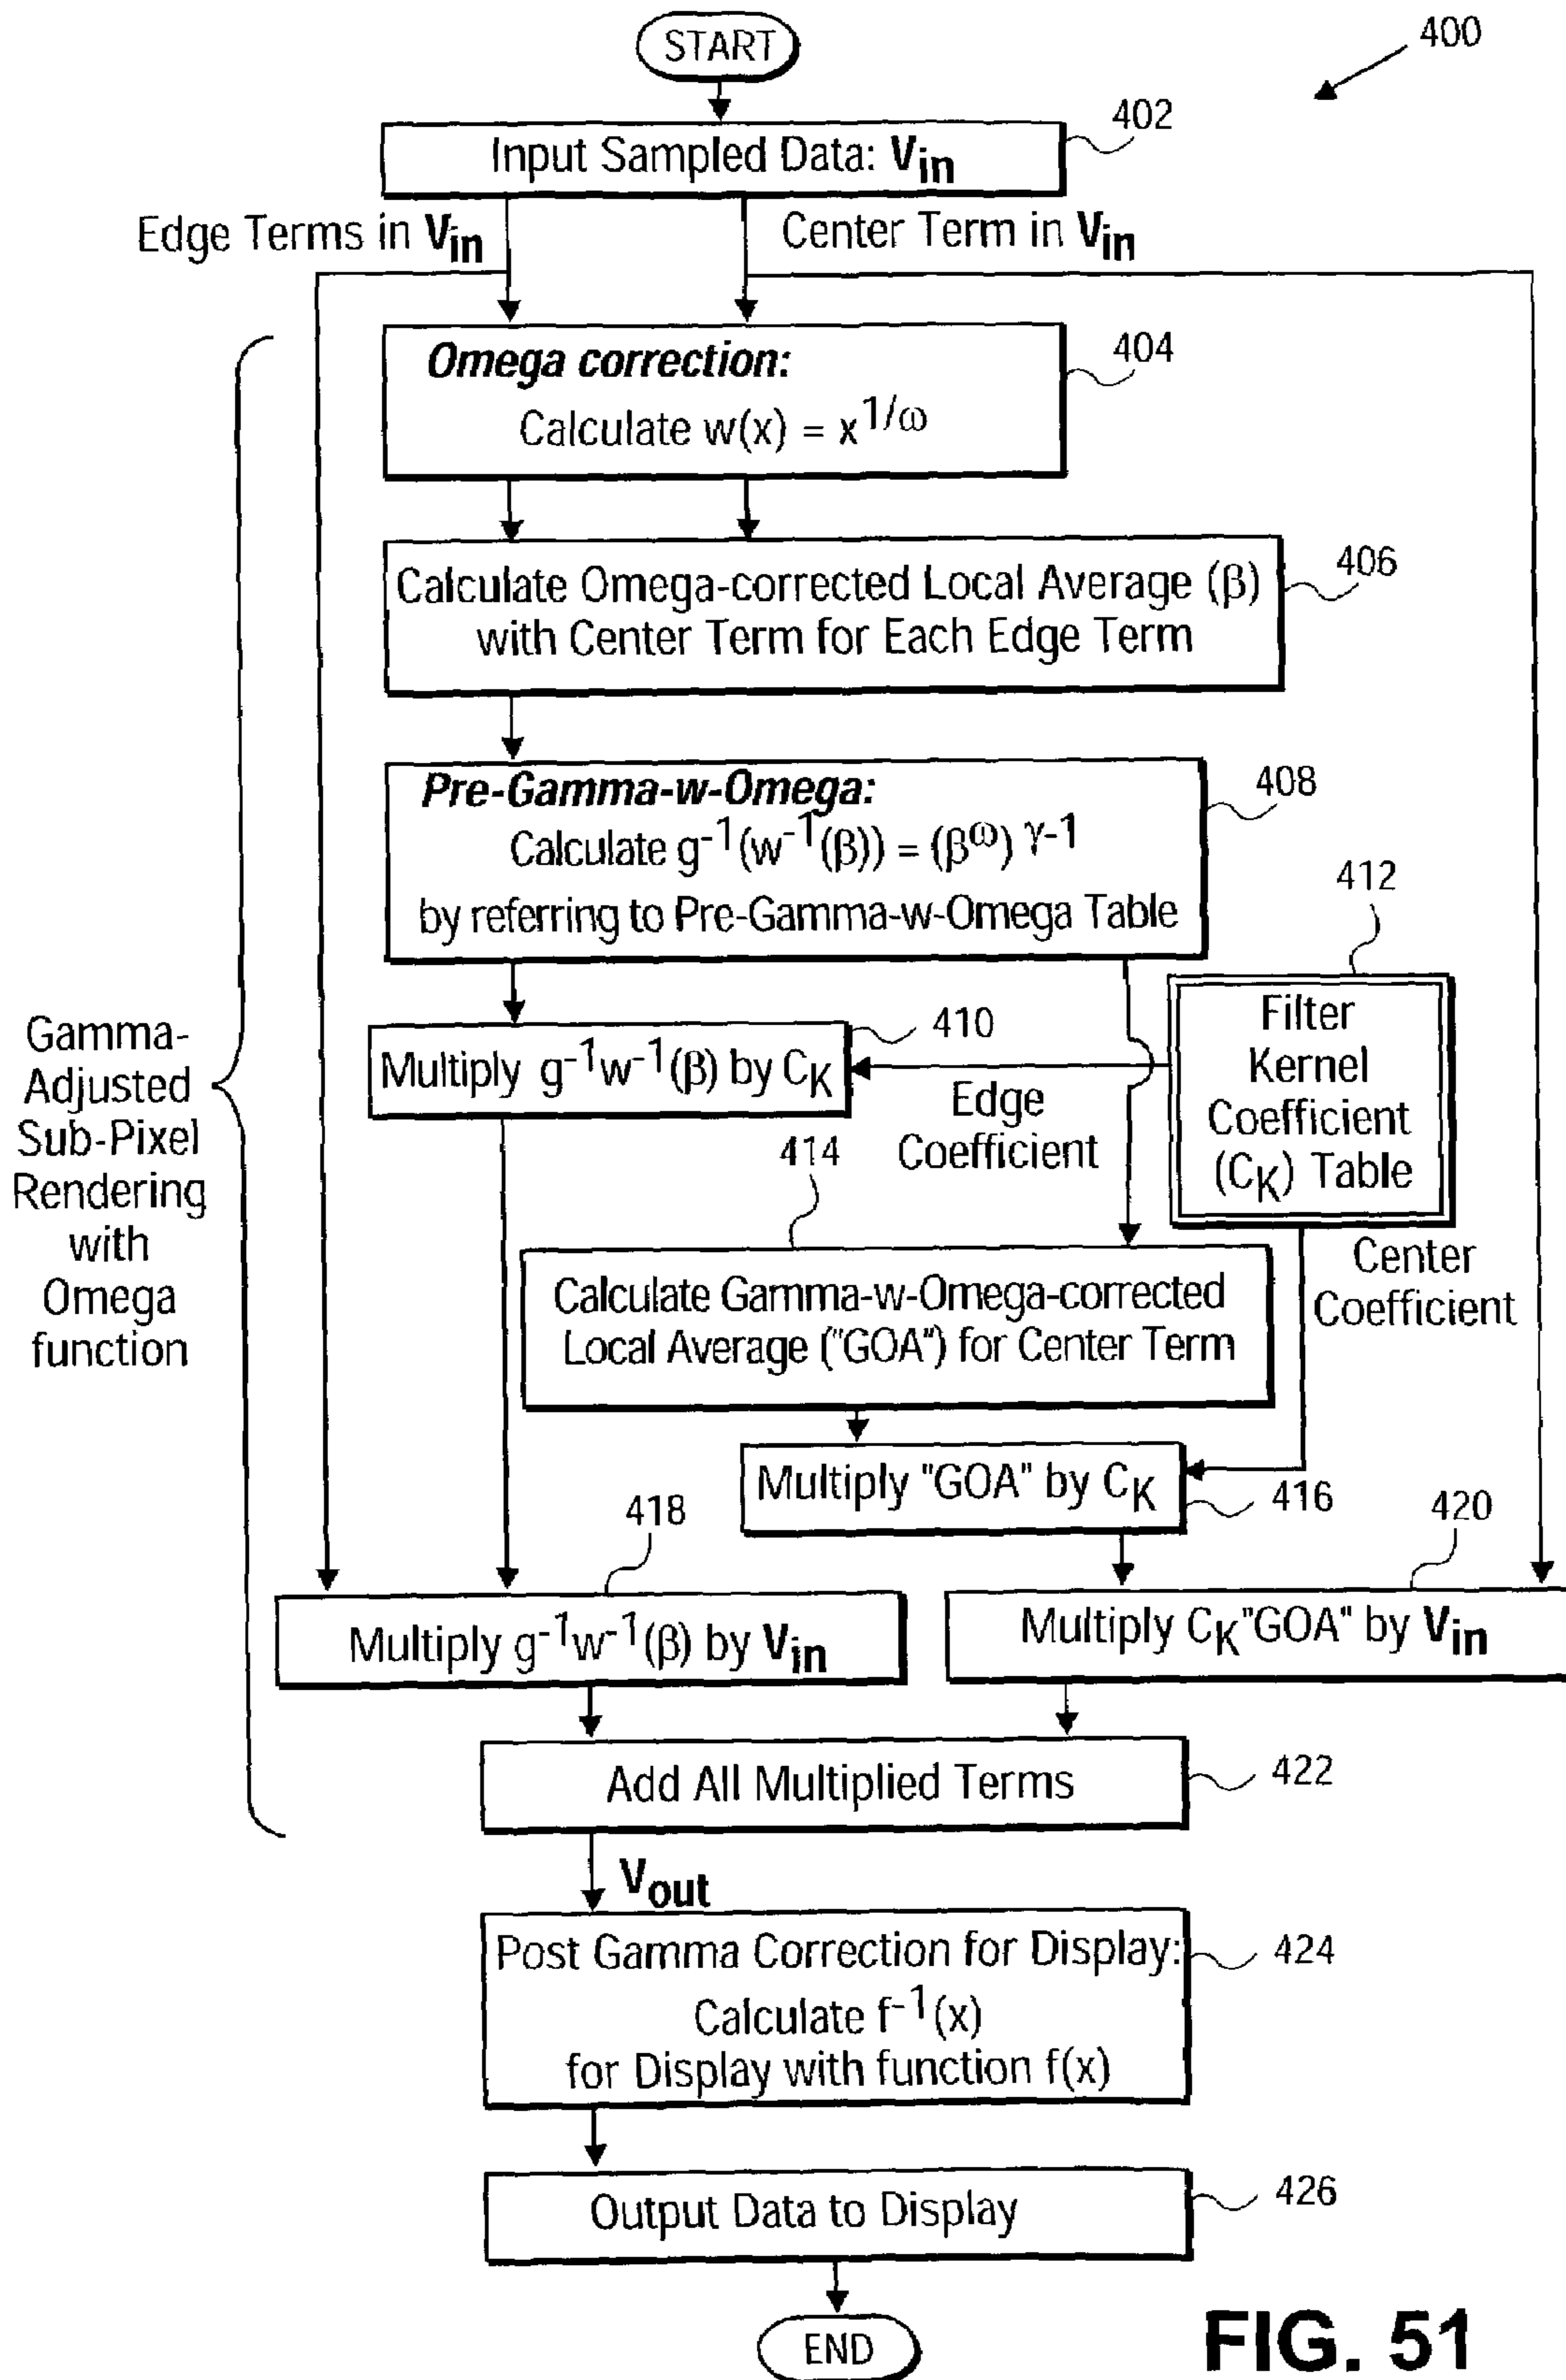 START
400
402
Input Sampled Data: Vin
Edge Terms in Vin
Center Term in Vin
404
Omega correction:
Calculate w(x) = x^1/ω
406
Calculate Omega-corrected Local Average (β)
with Center Term for Each Edge Term
408
Pre-Gamma-w-Omega:
Calculate g^-1(w^-1(β)) = (β^ω)^γ-1
by referring to Pre-Gamma-w-Omega Table
412
Filter
Kernel
Coefficient
(CK) Table
410
Multiply g^-1w^-1(β) by CK
Edge
Coefficient
Gamma-
Adjusted
Sub-Pixel
Rendering
with
Omega
function
414
Calculate Gamma-w-Omega-corrected
Local Average ("GOA") for Center Term
Center
Coefficient
Multiply "GOA" by CK
416
418
420
Multiply g^-1w^-1(β) by Vin
Multiply CK"GOA" by Vin
Add All Multiplied Terms
422
Vout
Post Gamma Correction for Display:
Calculate f^-1(x)
for Display with function f(x)
424
Output Data to Display
426
END
FIG. 51